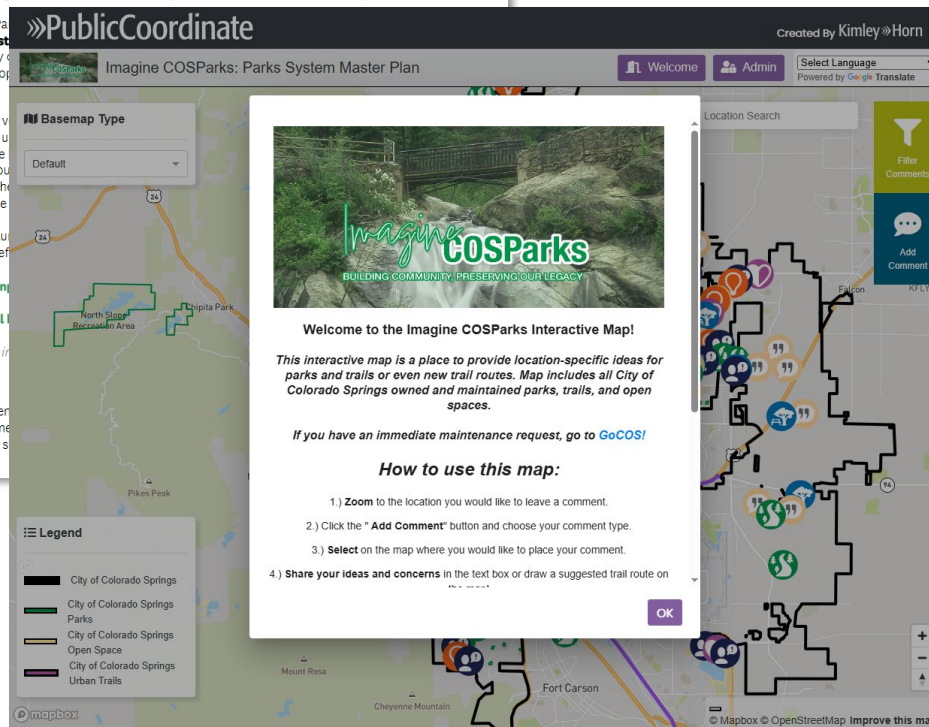 »PublicCoordinate
Created By Kimley»Horn
COSParks
Imagine COSParks: Parks System Master Plan
Welcome
Admin
Select Language
Powered by Google Translate
Basemap Type
Default
Location Search
Filter
Comments
Add
Comment
24
24
North Slope
Recreation Area
Chipita Park
Pikes Peak
Falcon
KFLY
94
Imagine COSParks
BUILDING COMMUNITY, PRESERVING OUR LEGACY
Welcome to the Imagine COSParks Interactive Map!
This interactive map is a place to provide location-specific ideas for
parks and trails or even new trail routes. Map includes all City of
Colorado Springs owned and maintained parks, trails, and open
spaces.
If you have an immediate maintenance request, go to GoCOS!
How to use this map:
1.) Zoom to the location you would like to leave a comment.
2.) Click the " Add Comment" button and choose your comment type.
3.) Select on the map where you would like to place your comment.
4.) Share your ideas and concerns in the text box or draw a suggested trail route on
the map!
OK
Legend
City of Colorado Springs
City of Colorado Springs
Parks
City of Colorado Springs
Open Space
City of Colorado Springs
Urban Trails
Mount Rosa
Cheyenne Mountain
Fort Carson
mapbox
© Mapbox © OpenStreetMap Improve this ma